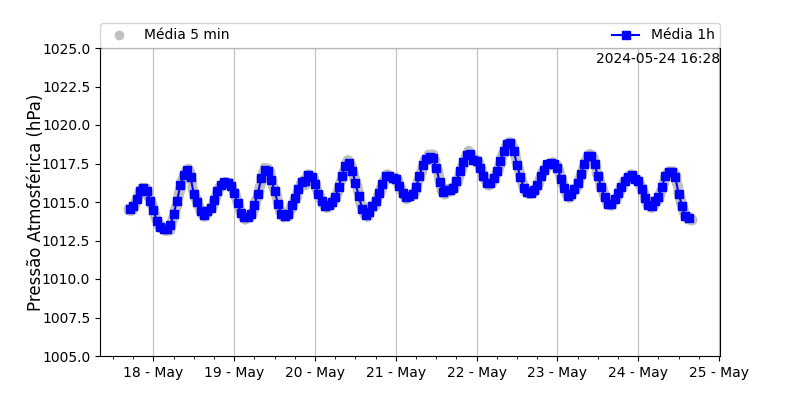 Média 5 min
Média 1h
2024-05-24 16:28
Pressão Atmosférica (hPa)
1025.0
1022.5
1020.0
1017.5
1015.0
1012.5
1010.0
1007.5
1005.0
18 - May
19 - May
20 - May
21 - May
22 - May
23 - May
24 - May
25 - May